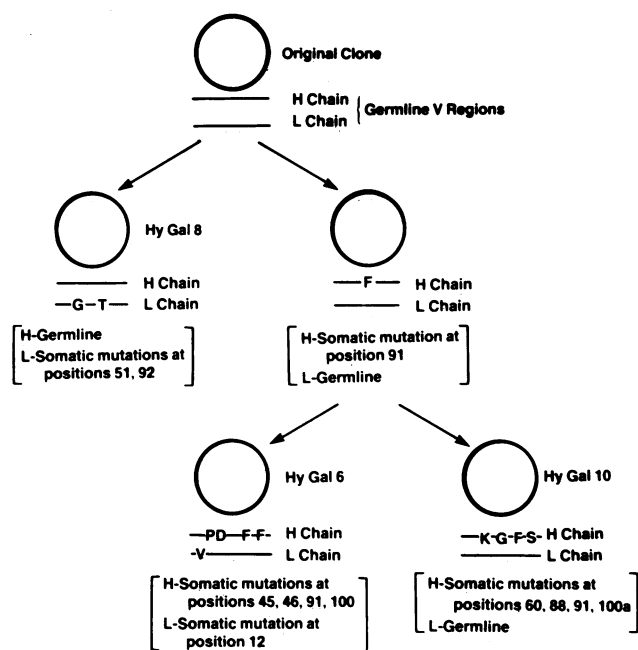 Original Clone
H Chain
L Chain
Germline V Regions
Hy Gal 8
H Chain
-G-T- L Chain
H-Germline
L-Somatic mutations at
positions 51, 92
-F- H Chain
L Chain
H-Somatic mutation at
position 91
L-Germline
Hy Gal 6
-PD-F-F- H Chain
-V- L Chain
H-Somatic mutations at
positions 45, 46, 91, 100
L-Somatic mutation at
position 12
Hy Gal 10
-K-G-F-S- H Chain
L Chain
H-Somatic mutations at
positions 60, 88, 91, 100a
L-Germline